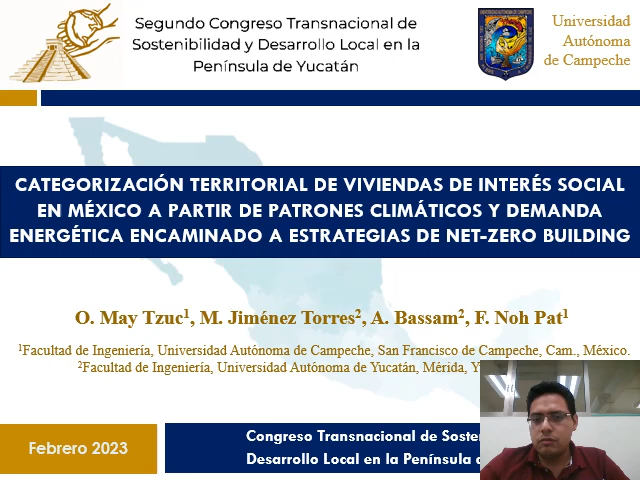 Segundo Congreso Transnacional de
Sostenibilidad y Desarrollo Local en la
Península de Yucatán
Universidad
Autónoma
de Campeche
CATEGORIZACIÓN TERRITORIAL DE VIVIENDAS DE INTERÉS SOCIAL
EN MÉXICO A PARTIR DE PATRONES CLIMÁTICOS Y DEMANDA
ENERGÉTICA ENCAMINADO A ESTRATEGIAS DE NET-ZERO BUILDING
O. May Tzuc¹, M. Jiménez Torres², A. Bassam², F. Noh Pat¹
¹Facultad de Ingeniería, Universidad Autónoma de Campeche, San Francisco de Campeche, Cam., México.
²Facultad de Ingeniería, Universidad Autónoma de Yucatán, Mérida,
Febrero 2023
Congreso Transnacional de
Desarrollo Local en la Península